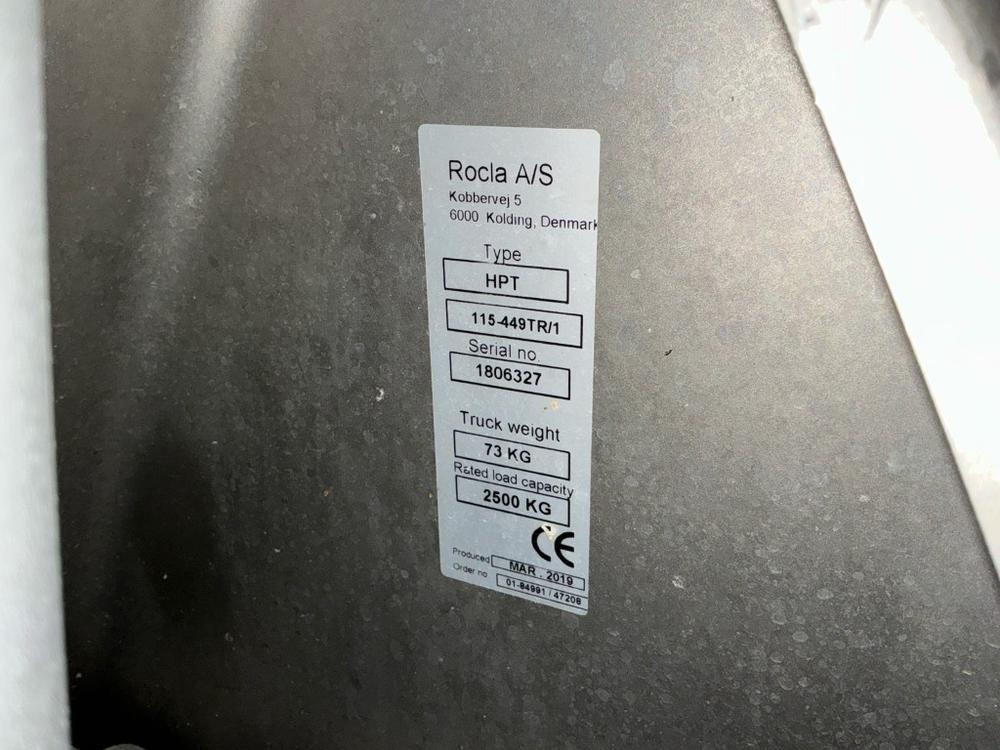 Rocla A/S
Kobbervej 5
6000 Kolding, Denmark
Type
HPT
115-449TR/1
Serial no.
1806327
Truck weight
73 KG
Rated load capacity
2500 KG
CE
Produced MAR . 2019
Order no 01-84991 / 47208